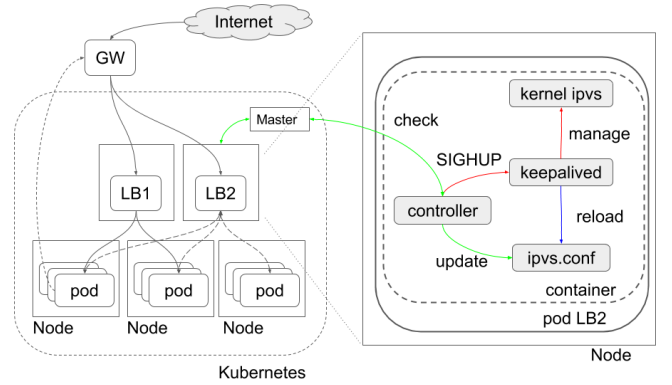 Internet
GW
Master
LB1
LB2
pod
pod
pod
Node
Node
Node
Kubernetes
kernel ipvs
check
manage
SIGHUP
keepalived
controller
reload
update
ipvs.conf
container
pod LB2
Node